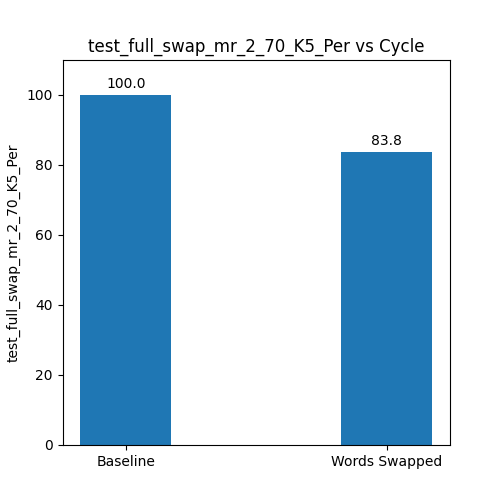 test_full_swap_mr_2_70_K5_Per vs Cycle
100.0
83.8
test_full_swap_mr_2_70_K5_Per
100
80
60
40
20
0
Baseline
Words Swapped